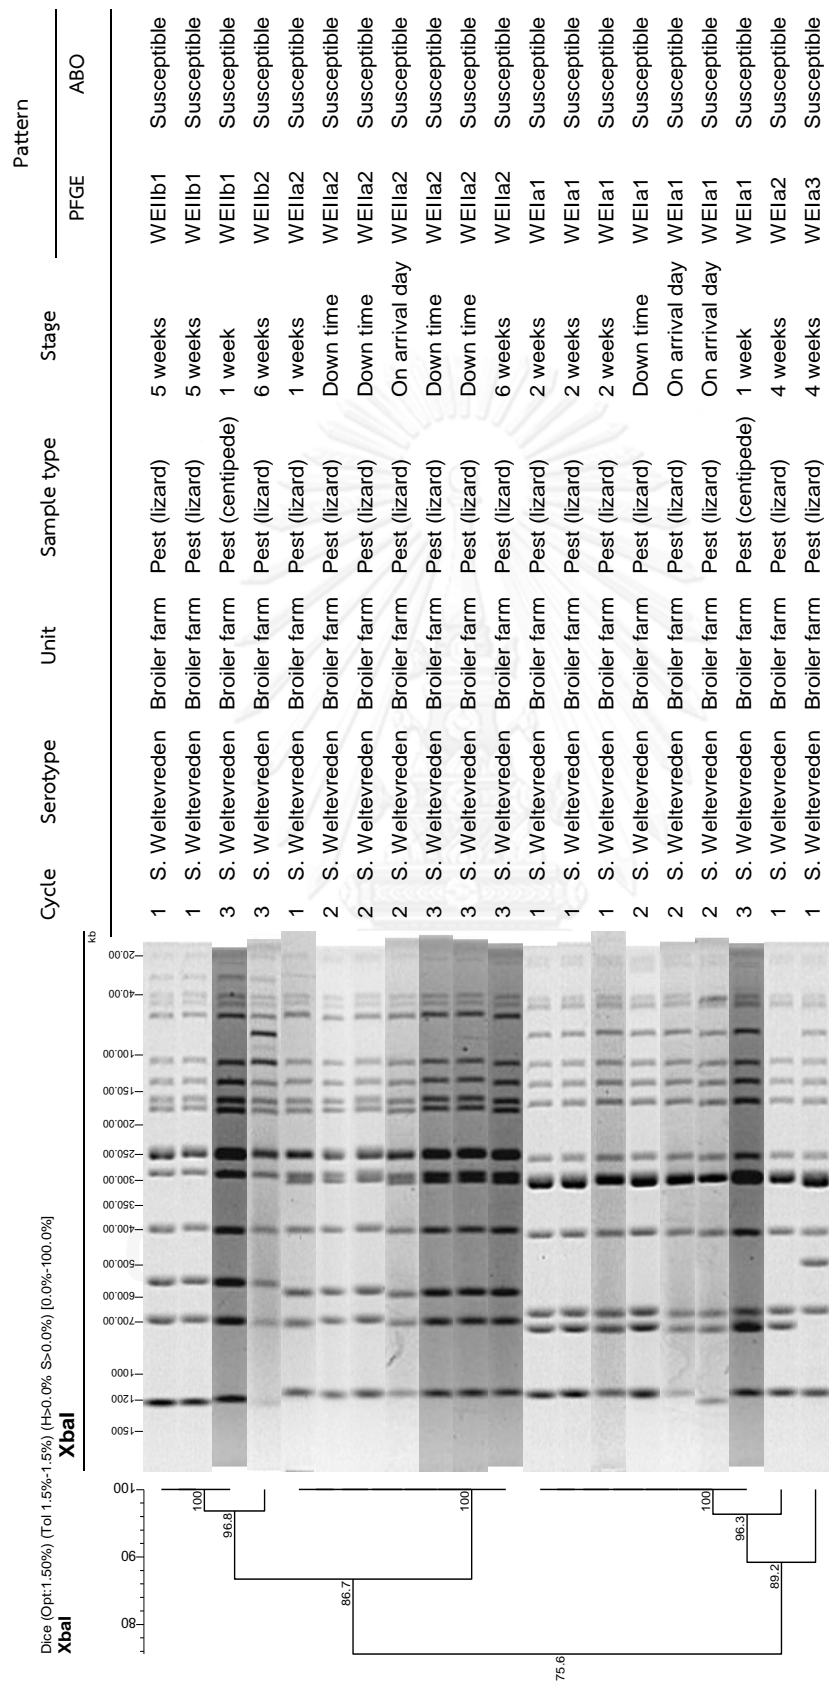 Dice (Opt:1.50%) (Tol 1.5%-1.5%) (H>0.0% S>0.0%) [0.0%-100.0%]
XbaI XbaI
Pattern
Cycle Serotype Unit Sample type Stage PFGE ABO
80 90 100
1500 1200 1000 700.00 600.00 500.00 400.00 350.00 300.00 250.00 200.00 150.00 100.00 40.00 20.00 kb
1 S. Weltevreden Broiler farm Pest (lizard) 5 weeks WEIIb1 Susceptible
1 S. Weltevreden Broiler farm Pest (lizard) 5 weeks WEIIb1 Susceptible
3 S. Weltevreden Broiler farm Pest (centipede) 1 week WEIIb1 Susceptible
3 S. Weltevreden Broiler farm Pest (lizard) 6 weeks WEIIb2 Susceptible
1 S. Weltevreden Broiler farm Pest (lizard) 1 weeks WEIIa2 Susceptible
2 S. Weltevreden Broiler farm Pest (lizard) Down time WEIIa2 Susceptible
2 S. Weltevreden Broiler farm Pest (lizard) Down time WEIIa2 Susceptible
2 S. Weltevreden Broiler farm Pest (lizard) On arrival day WEIIa2 Susceptible
3 S. Weltevreden Broiler farm Pest (lizard) Down time WEIIa2 Susceptible
3 S. Weltevreden Broiler farm Pest (lizard) Down time WEIIa2 Susceptible
3 S. Weltevreden Broiler farm Pest (lizard) 6 weeks WEIIa2 Susceptible
1 S. Weltevreden Broiler farm Pest (lizard) 2 weeks WEIa1 Susceptible
1 S. Weltevreden Broiler farm Pest (lizard) 2 weeks WEIa1 Susceptible
1 S. Weltevreden Broiler farm Pest (lizard) 2 weeks WEIa1 Susceptible
2 S. Weltevreden Broiler farm Pest (lizard) Down time WEIa1 Susceptible
2 S. Weltevreden Broiler farm Pest (lizard) On arrival day WEIa1 Susceptible
2 S. Weltevreden Broiler farm Pest (lizard) On arrival day WEIa1 Susceptible
3 S. Weltevreden Broiler farm Pest (centipede) 1 week WEIa1 Susceptible
1 S. Weltevreden Broiler farm Pest (lizard) 4 weeks WEIa2 Susceptible
1 S. Weltevreden Broiler farm Pest (lizard) 4 weeks WEIa3 Susceptible
100
96.8
86.7
100
75.6
100
96.3
89.2